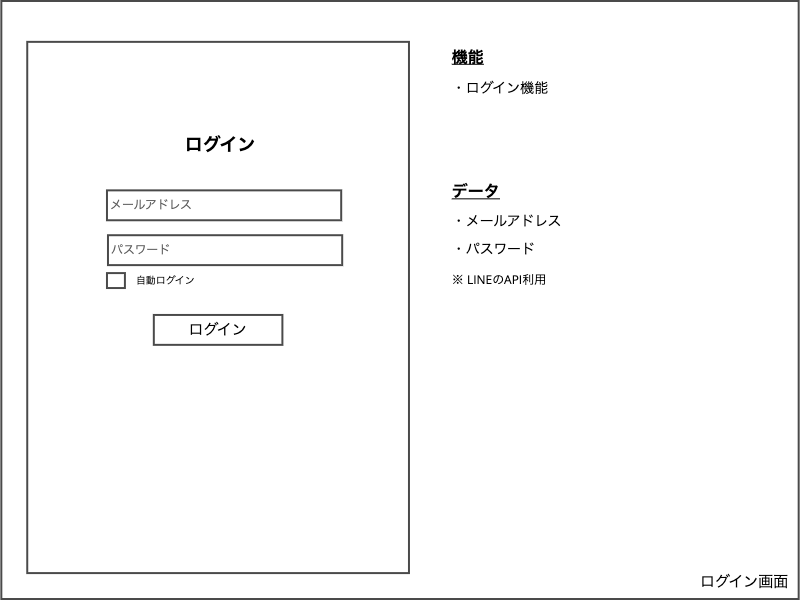 ログイン
メールアドレス
パスワード
自動ログイン
ログイン
機能
・ログイン機能
データ
・メールアドレス
・パスワード
※ LINEのAPI利用
ログイン画面